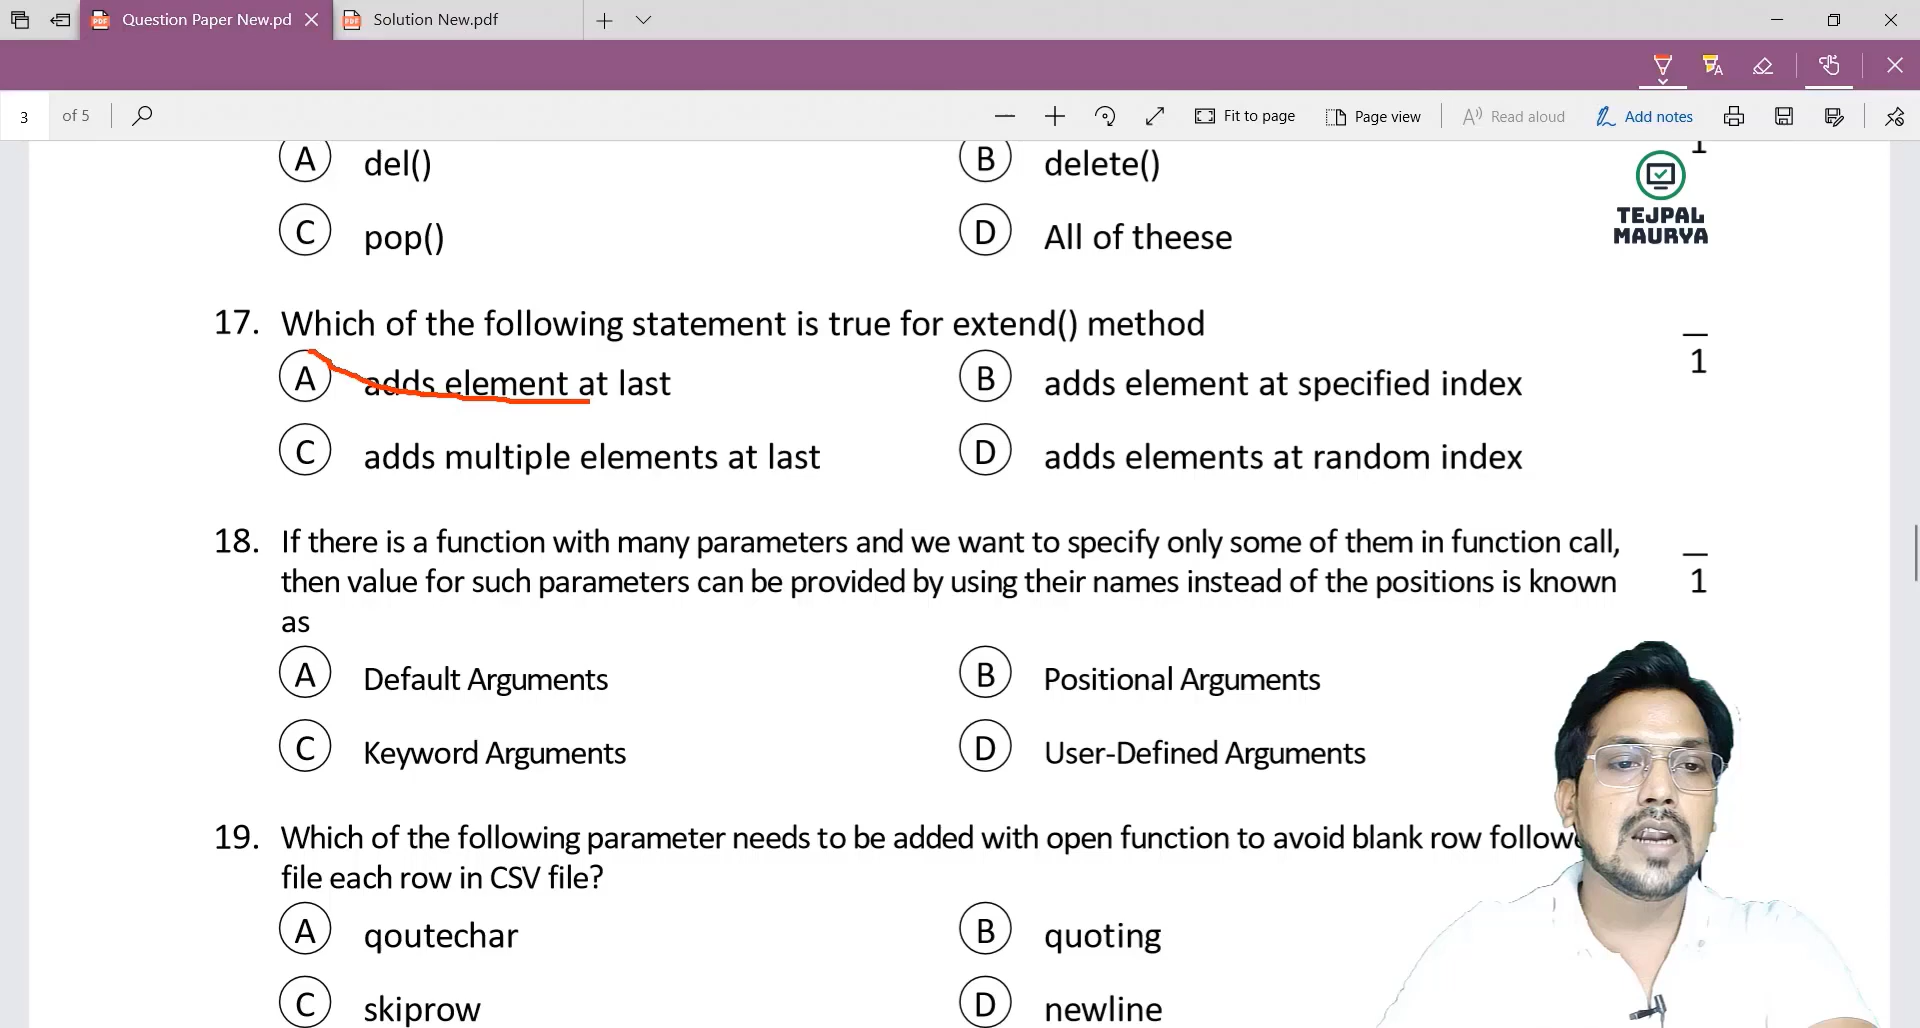 Question Paper New.pd
Solution New.pdf
3 of 5
Fit to page
Page view
Read aloud
Add notes
1
A del()
B delete()
C pop()
D All of theese
TEJPAL
MAURYA
17. Which of the following statement is true for extend() method
1
A adds element at last
B adds element at specified index
C adds multiple elements at last
D adds elements at random index
18. If there is a function with many parameters and we want to specify only some of them in function call,
then value for such parameters can be provided by using their names instead of the positions is known
as
1
A Default Arguments
B Positional Arguments
C Keyword Arguments
D User-Defined Arguments
19. Which of the following parameter needs to be added with open function to avoid blank row followe
file each row in CSV file?
A qoutechar
B quoting
C skiprow
D newline